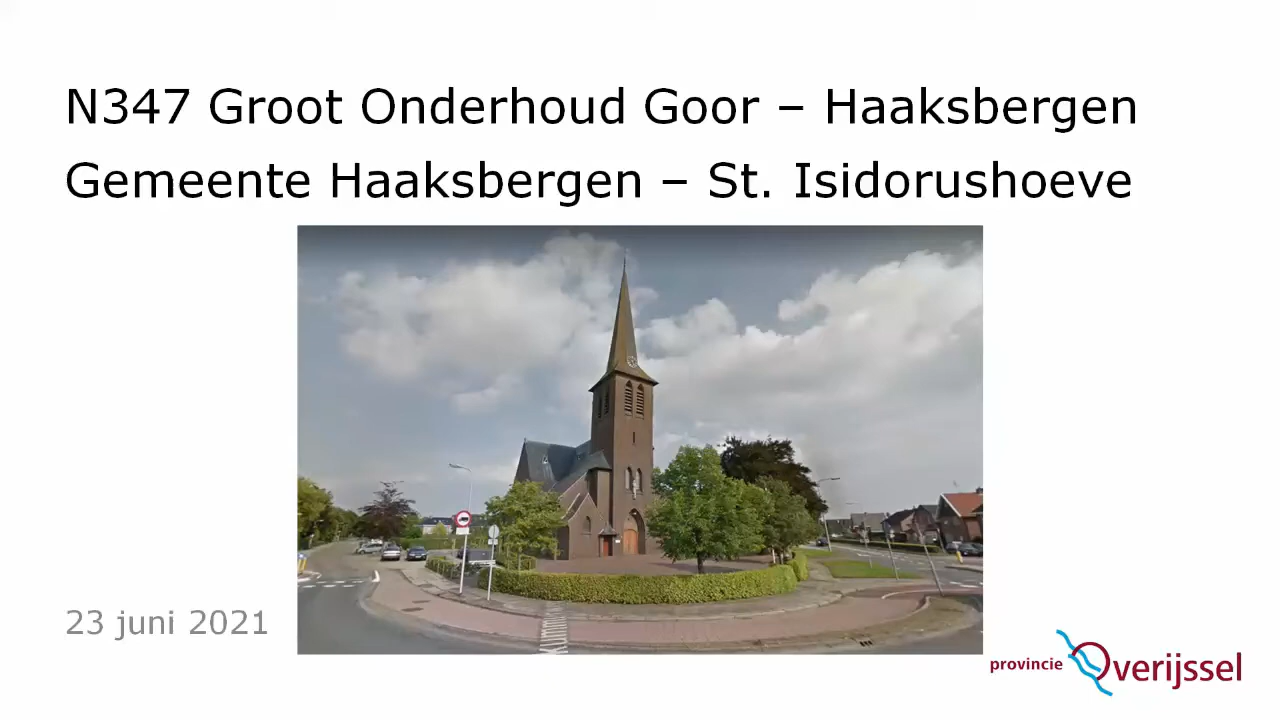 N347 Groot Onderhoud Goor – Haaksbergen
Gemeente Haaksbergen – St. Isidorushoeve
23 juni 2021
provincie Overijssel